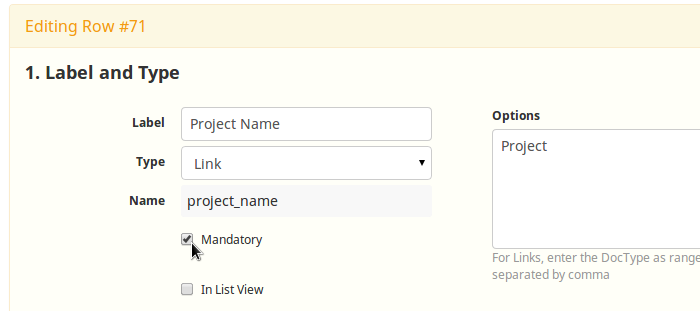 Editing Row #71
1. Label and Type
Label
Project Name
Type
Link
Name
project_name
Mandatory
In List View
Options
Project
For Links, enter the DocType as range
separated by comma